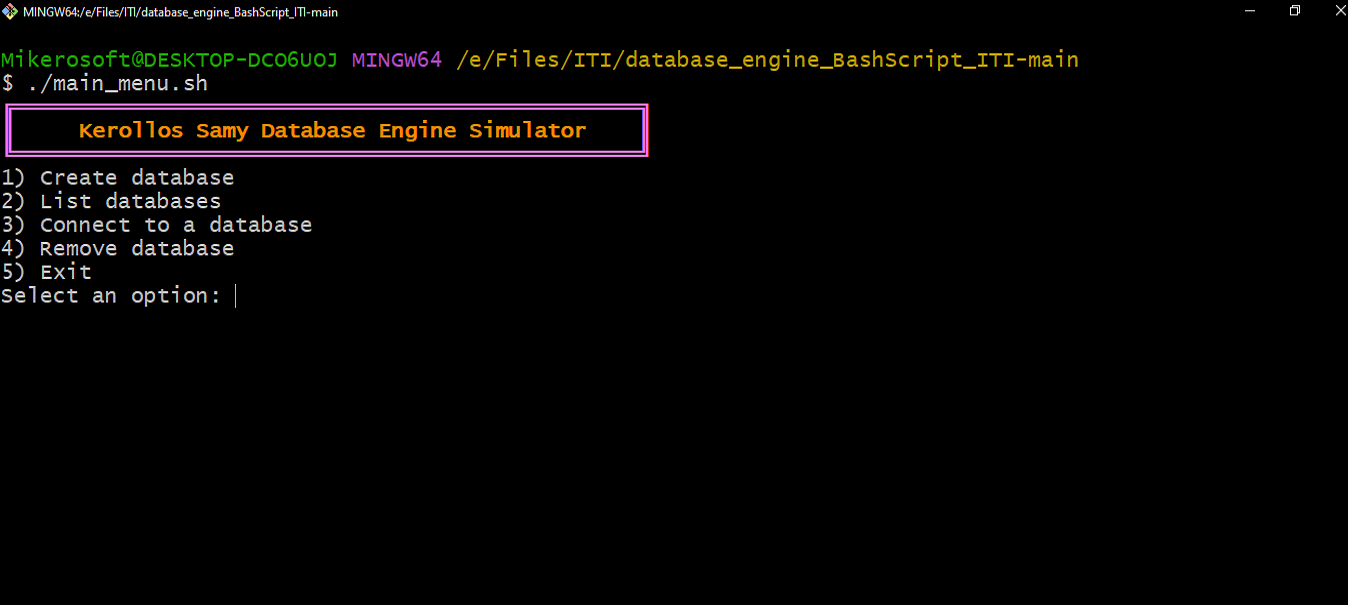 MINGW64:/e/Files/ITI/database_engine_BashScript_ITI-main
Mikerosoft@DESKTOP-DCO6UOJ MINGW64 /e/Files/ITI/database_engine_BashScript_ITI-main
$ ./main_menu.sh
Kerollos Samy Database Engine Simulator
1) Create database
2) List databases
3) Connect to a database
4) Remove database
5) Exit
Select an option: